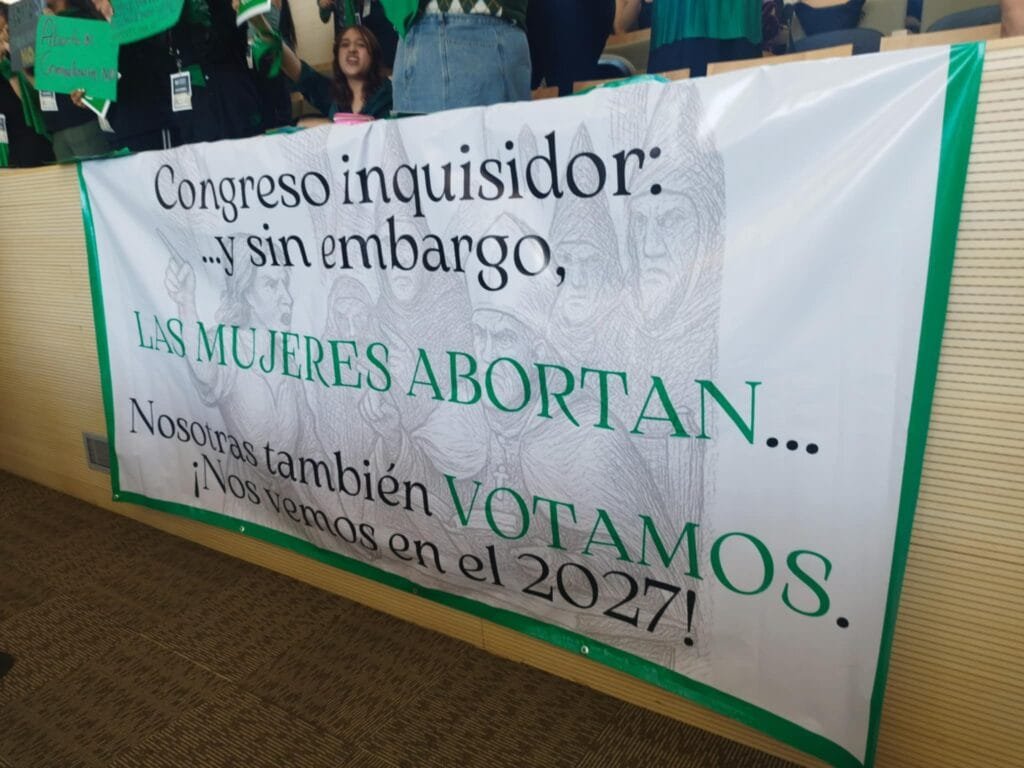 Congreso inquisidor:
...y sin embargo,
LAS MUJERES ABORTAN...
Nosotras también VOTAMOS.
¡Nos vemos en el 2027!